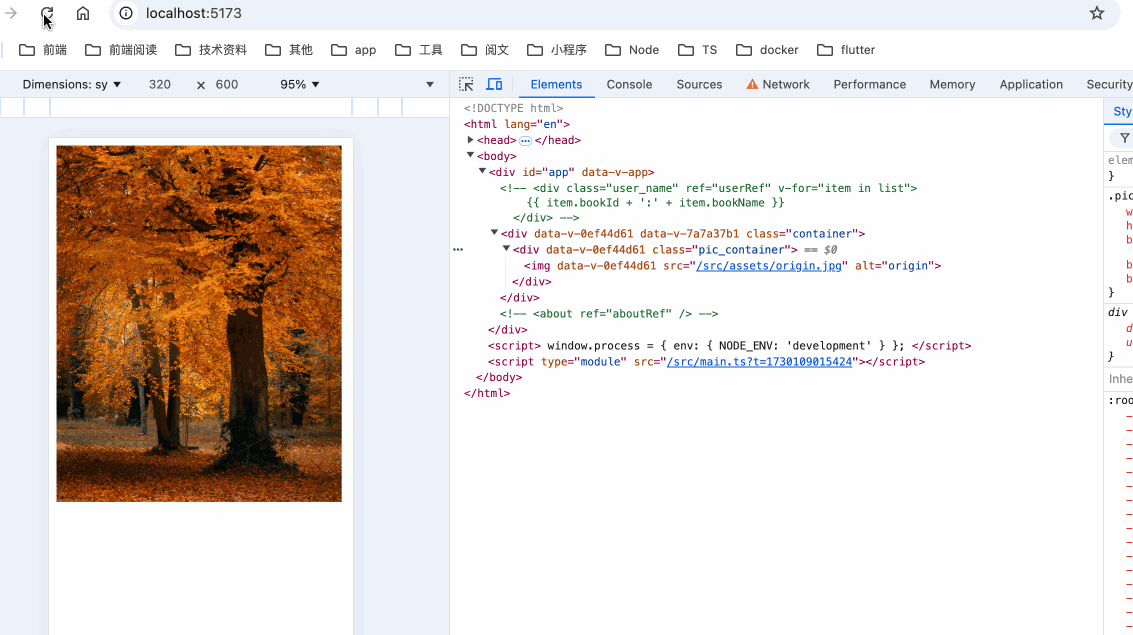 localhost:5173
前端 前端阅读 技术资料 其他 app 工具 阅文 小程序 Node TS docker flutter
Dimensions: sy ▼ 320 × 600 95% ▼ ▼ Elements Console Sources Network Performance Memory Application Security
<!DOCTYPE html>
<html lang="en">
▶ <head> ⋯ </head>
▼ <body>
▼ <div id="app" data-v-app>
<!-- <div class="user_name" ref="userRef" v-for="item in list">
{{ item.bookId + ':' + item.bookName }}
</div> -->
▼ <div data-v-0ef44d61 data-v-7a7a37b1 class="container">
⋯ ▼ <div data-v-0ef44d61 class="pic_container"> == $0
<img data-v-0ef44d61 src="/src/assets/origin.jpg" alt="origin">
</div>
</div>
<!-- <about ref="aboutRef" /> -->
</div>
<script> window.process = { env: { NODE_ENV: 'development' } }; </script>
<script type="module" src="/src/main.ts?t=1730109015424"></script>
</body>
</html>
Sty
elem
}
.pic
w
h
b
b
b
}
div
d
u
}
Inhe
:roo